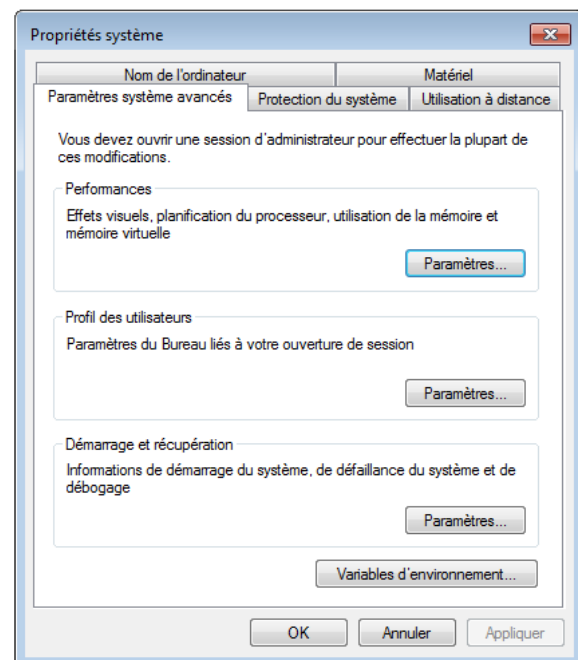 Propriétés système
Nom de l'ordinateur
Matériel
Paramètres système avancés
Protection du système
Utilisation à distance
Vous devez ouvrir une session d'administrateur pour effectuer la plupart de
ces modifications.
Performances
Effets visuels, planification du processeur, utilisation de la mémoire et
mémoire virtuelle
Paramètres...
Profil des utilisateurs
Paramètres du Bureau liés à votre ouverture de session
Paramètres...
Démarrage et récupération
Informations de démarrage du système, de défaillance du système et de
débogage
Paramètres...
Variables d'environnement...
OK
Annuler
Appliquer